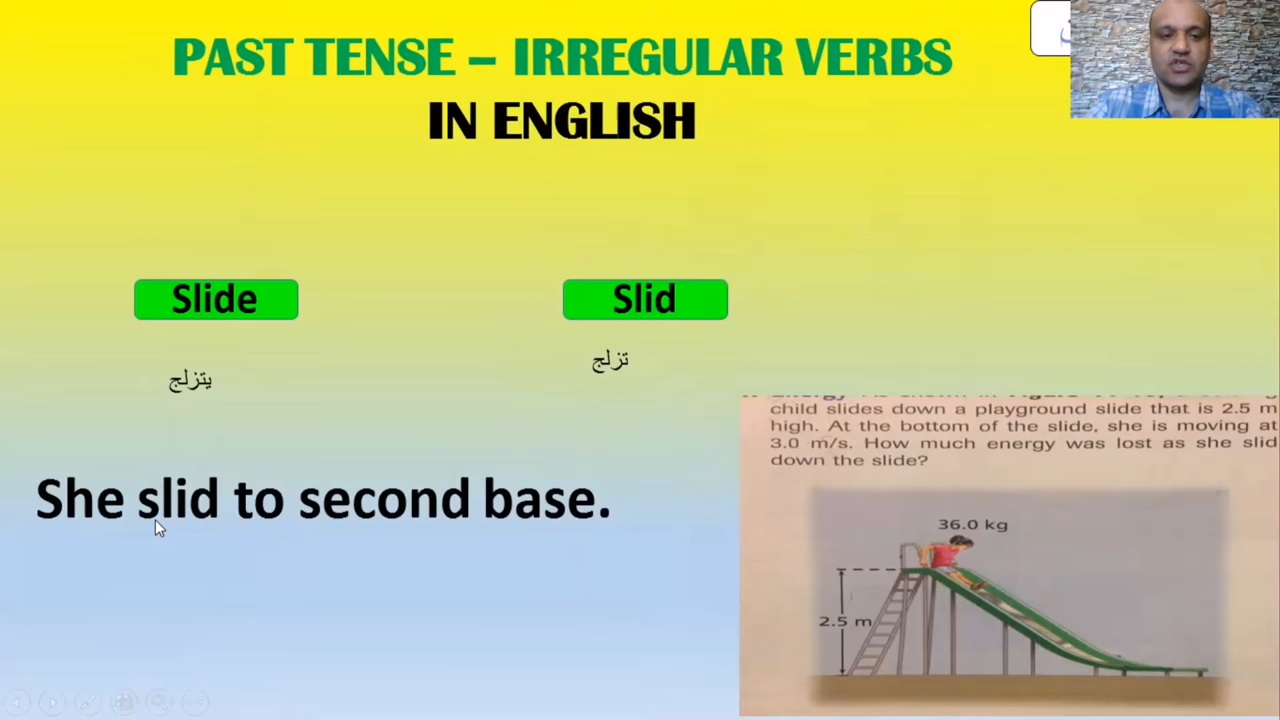 PAST TENSE – IRREGULAR VERBS
IN ENGLISH
Slide
Slid
يتزلج
تزلج
She slid to second base.
child slides down a playground slide that is 2.5 m
high. At the bottom of the slide, she is moving at
3.0 m/s. How much energy was lost as she slid
down the slide?
36.0 kg
2.5 m